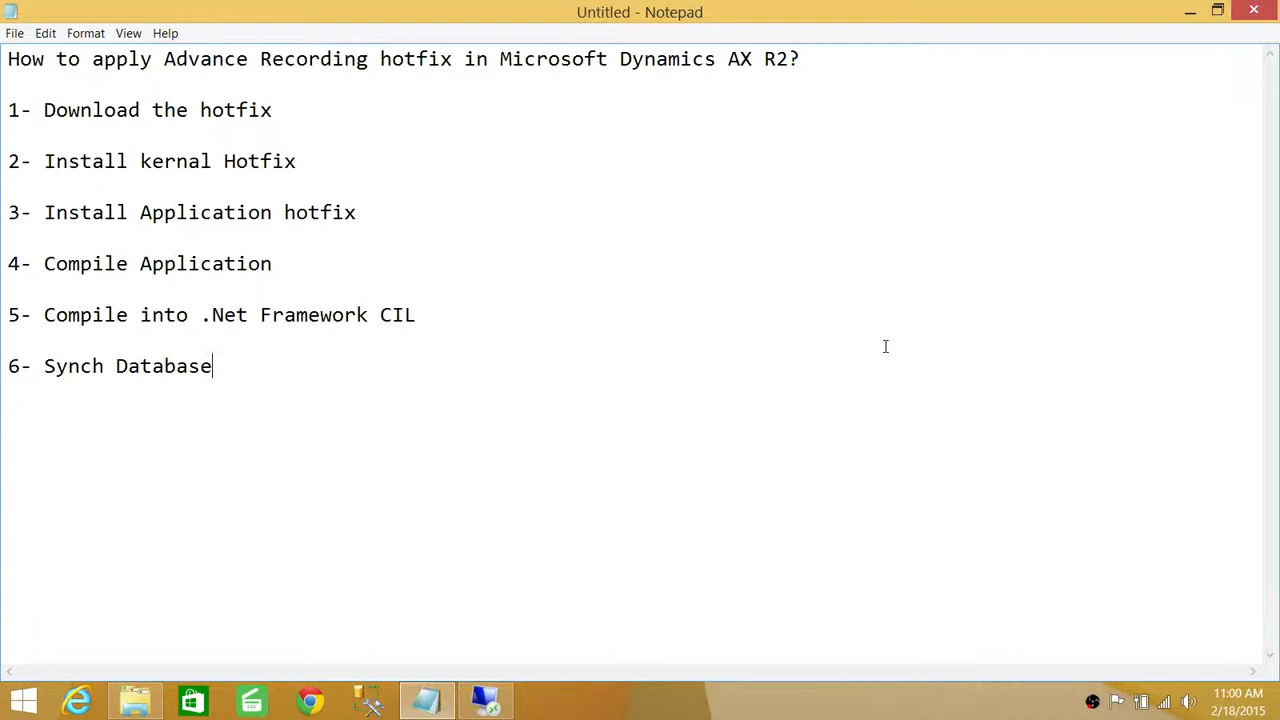 Untitled - Notepad
File Edit Format View Help
How to apply Advance Recording hotfix in Microsoft Dynamics AX R2?
1- Download the hotfix
2- Install kernal Hotfix
3- Install Application hotfix
4- Compile Application
5- Compile into .Net Framework CIL
6- Synch Database
11:00 AM
2/18/2015